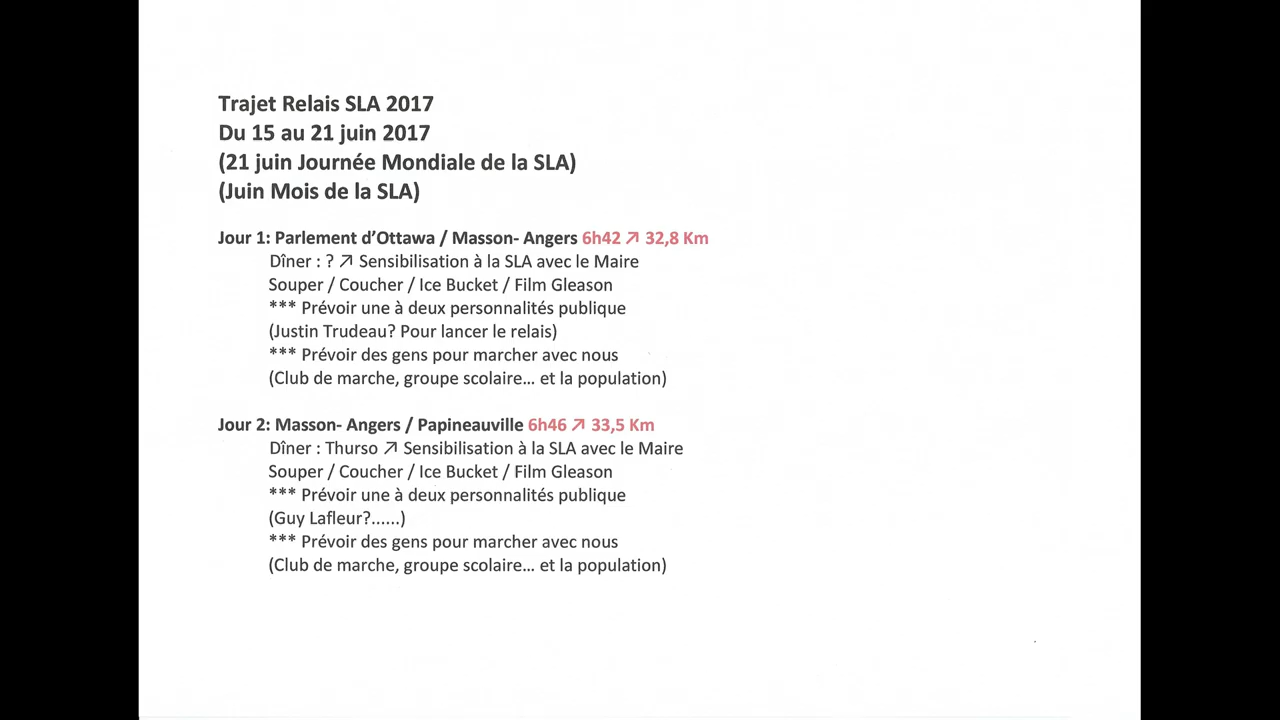 Trajet Relais SLA 2017
Du 15 au 21 juin 2017
(21 juin Journée Mondiale de la SLA)
(Juin Mois de la SLA)
Jour 1: Parlement d’Ottawa / Masson- Angers 6h42 ↗ 32,8 Km
Dîner : ? ↗ Sensibilisation à la SLA avec le Maire
Souper / Coucher / Ice Bucket / Film Gleason
*** Prévoir une à deux personnalités publique
(Justin Trudeau? Pour lancer le relais)
*** Prévoir des gens pour marcher avec nous
(Club de marche, groupe scolaire… et la population)
Jour 2: Masson- Angers / Papineauville 6h46 ↗ 33,5 Km
Dîner : Thurso ↗ Sensibilisation à la SLA avec le Maire
Souper / Coucher / Ice Bucket / Film Gleason
*** Prévoir une à deux personnalités publique
(Guy Lafleur?......)
*** Prévoir des gens pour marcher avec nous
(Club de marche, groupe scolaire… et la population)